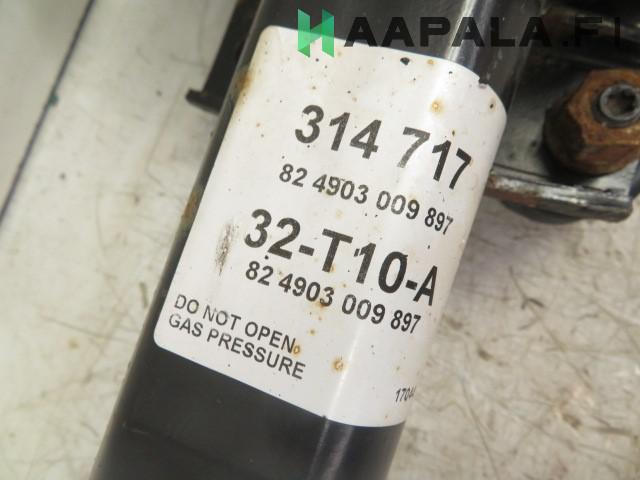 HAAPALA.FI
314 717
82 4903 009 897
32-T10-A
82 4903 009 897
DO NOT OPEN
GAS PRESSURE